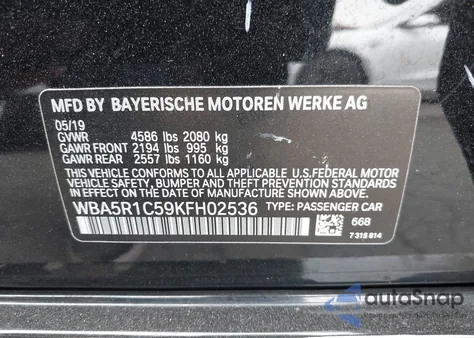 MFD BY BAYERISCHE MOTOREN WERKE AG
05/19
GVWR 4586 lbs 2080 kg
GAWR FRONT 2194 lbs 995 kg
GAWR REAR 2557 lbs 1160 kg
THIS VEHICLE CONFORMS TO ALL APPLICABLE U.S.FEDERAL MOTOR
VEHICLE SAFETY, BUMPER, AND THEFT PREVENTION STANDARDS
IN EFFECT ON THE DATE OF MANUFACTURE SHOWN ABOVE.
WBA5R1C59KFH02536 TYPE: PASSENGER CAR
668
7315814
autoSnap